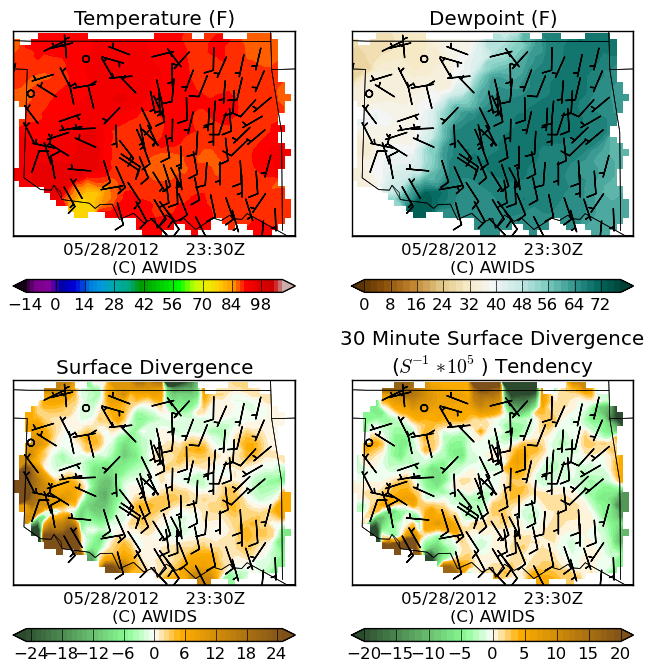 Temperature (F)
Dewpoint (F)
05/28/2012 23:30Z
(C) AWIDS
05/28/2012 23:30Z
(C) AWIDS
−14 0 14 28 42 56 70 84 98
0 8 16 24 32 40 48 56 64 72
Surface Divergence
30 Minute Surface Divergence
(S⁻¹ *10⁵ ) Tendency
05/28/2012 23:30Z
(C) AWIDS
05/28/2012 23:30Z
(C) AWIDS
−24 −18 −12 −6 0 6 12 18 24
−20 −15 −10 −5 0 5 10 15 20